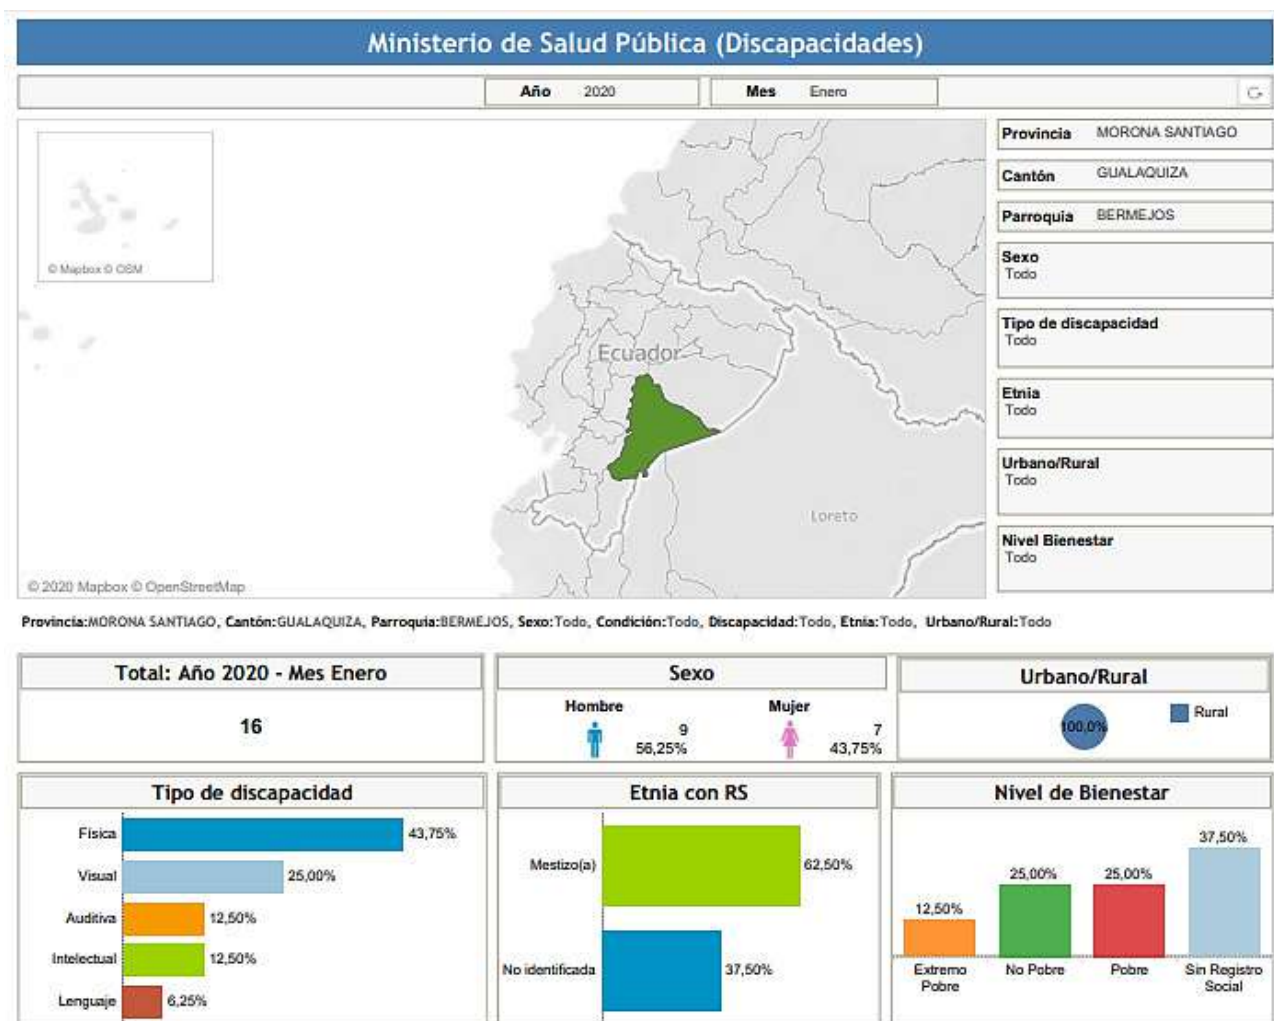 Ministerio de Salud Pública (Discapacidades)
Año 2020 Mes Enero
Provincia MORONA SANTIAGO
Cantón GUALAQUIZA
Parroquia BERMEJOS
Sexo
Todo
Tipo de discapacidad
Todo
Etnia
Todo
Urbano/Rural
Todo
Nivel Bienestar
Todo
© Mapbox © OSM
Ecuador
Loreto
© 2020 Mapbox © OpenStreetMap
Provincia:MORONA SANTIAGO, Cantón:GUALAQUIZA, Parroquia:BERMEJOS, Sexo:Todo, Condición:Todo, Discapacidad:Todo, Etnia:Todo, Urbano/Rural:Todo
Total: Año 2020 - Mes Enero
16
Sexo
Hombre
9
56,25%
Mujer
7
43,75%
Urbano/Rural
100,0%
Rural
Tipo de discapacidad
Física 43,75%
Visual 25,00%
Auditiva 12,50%
Intelectual 12,50%
Lenguaje 6,25%
Etnia con RS
Mestizo(a) 62,50%
No identificada 37,50%
Nivel de Bienestar
12,50% 25,00% 25,00% 37,50%
Extremo Pobre
No Pobre
Pobre
Sin Registro Social